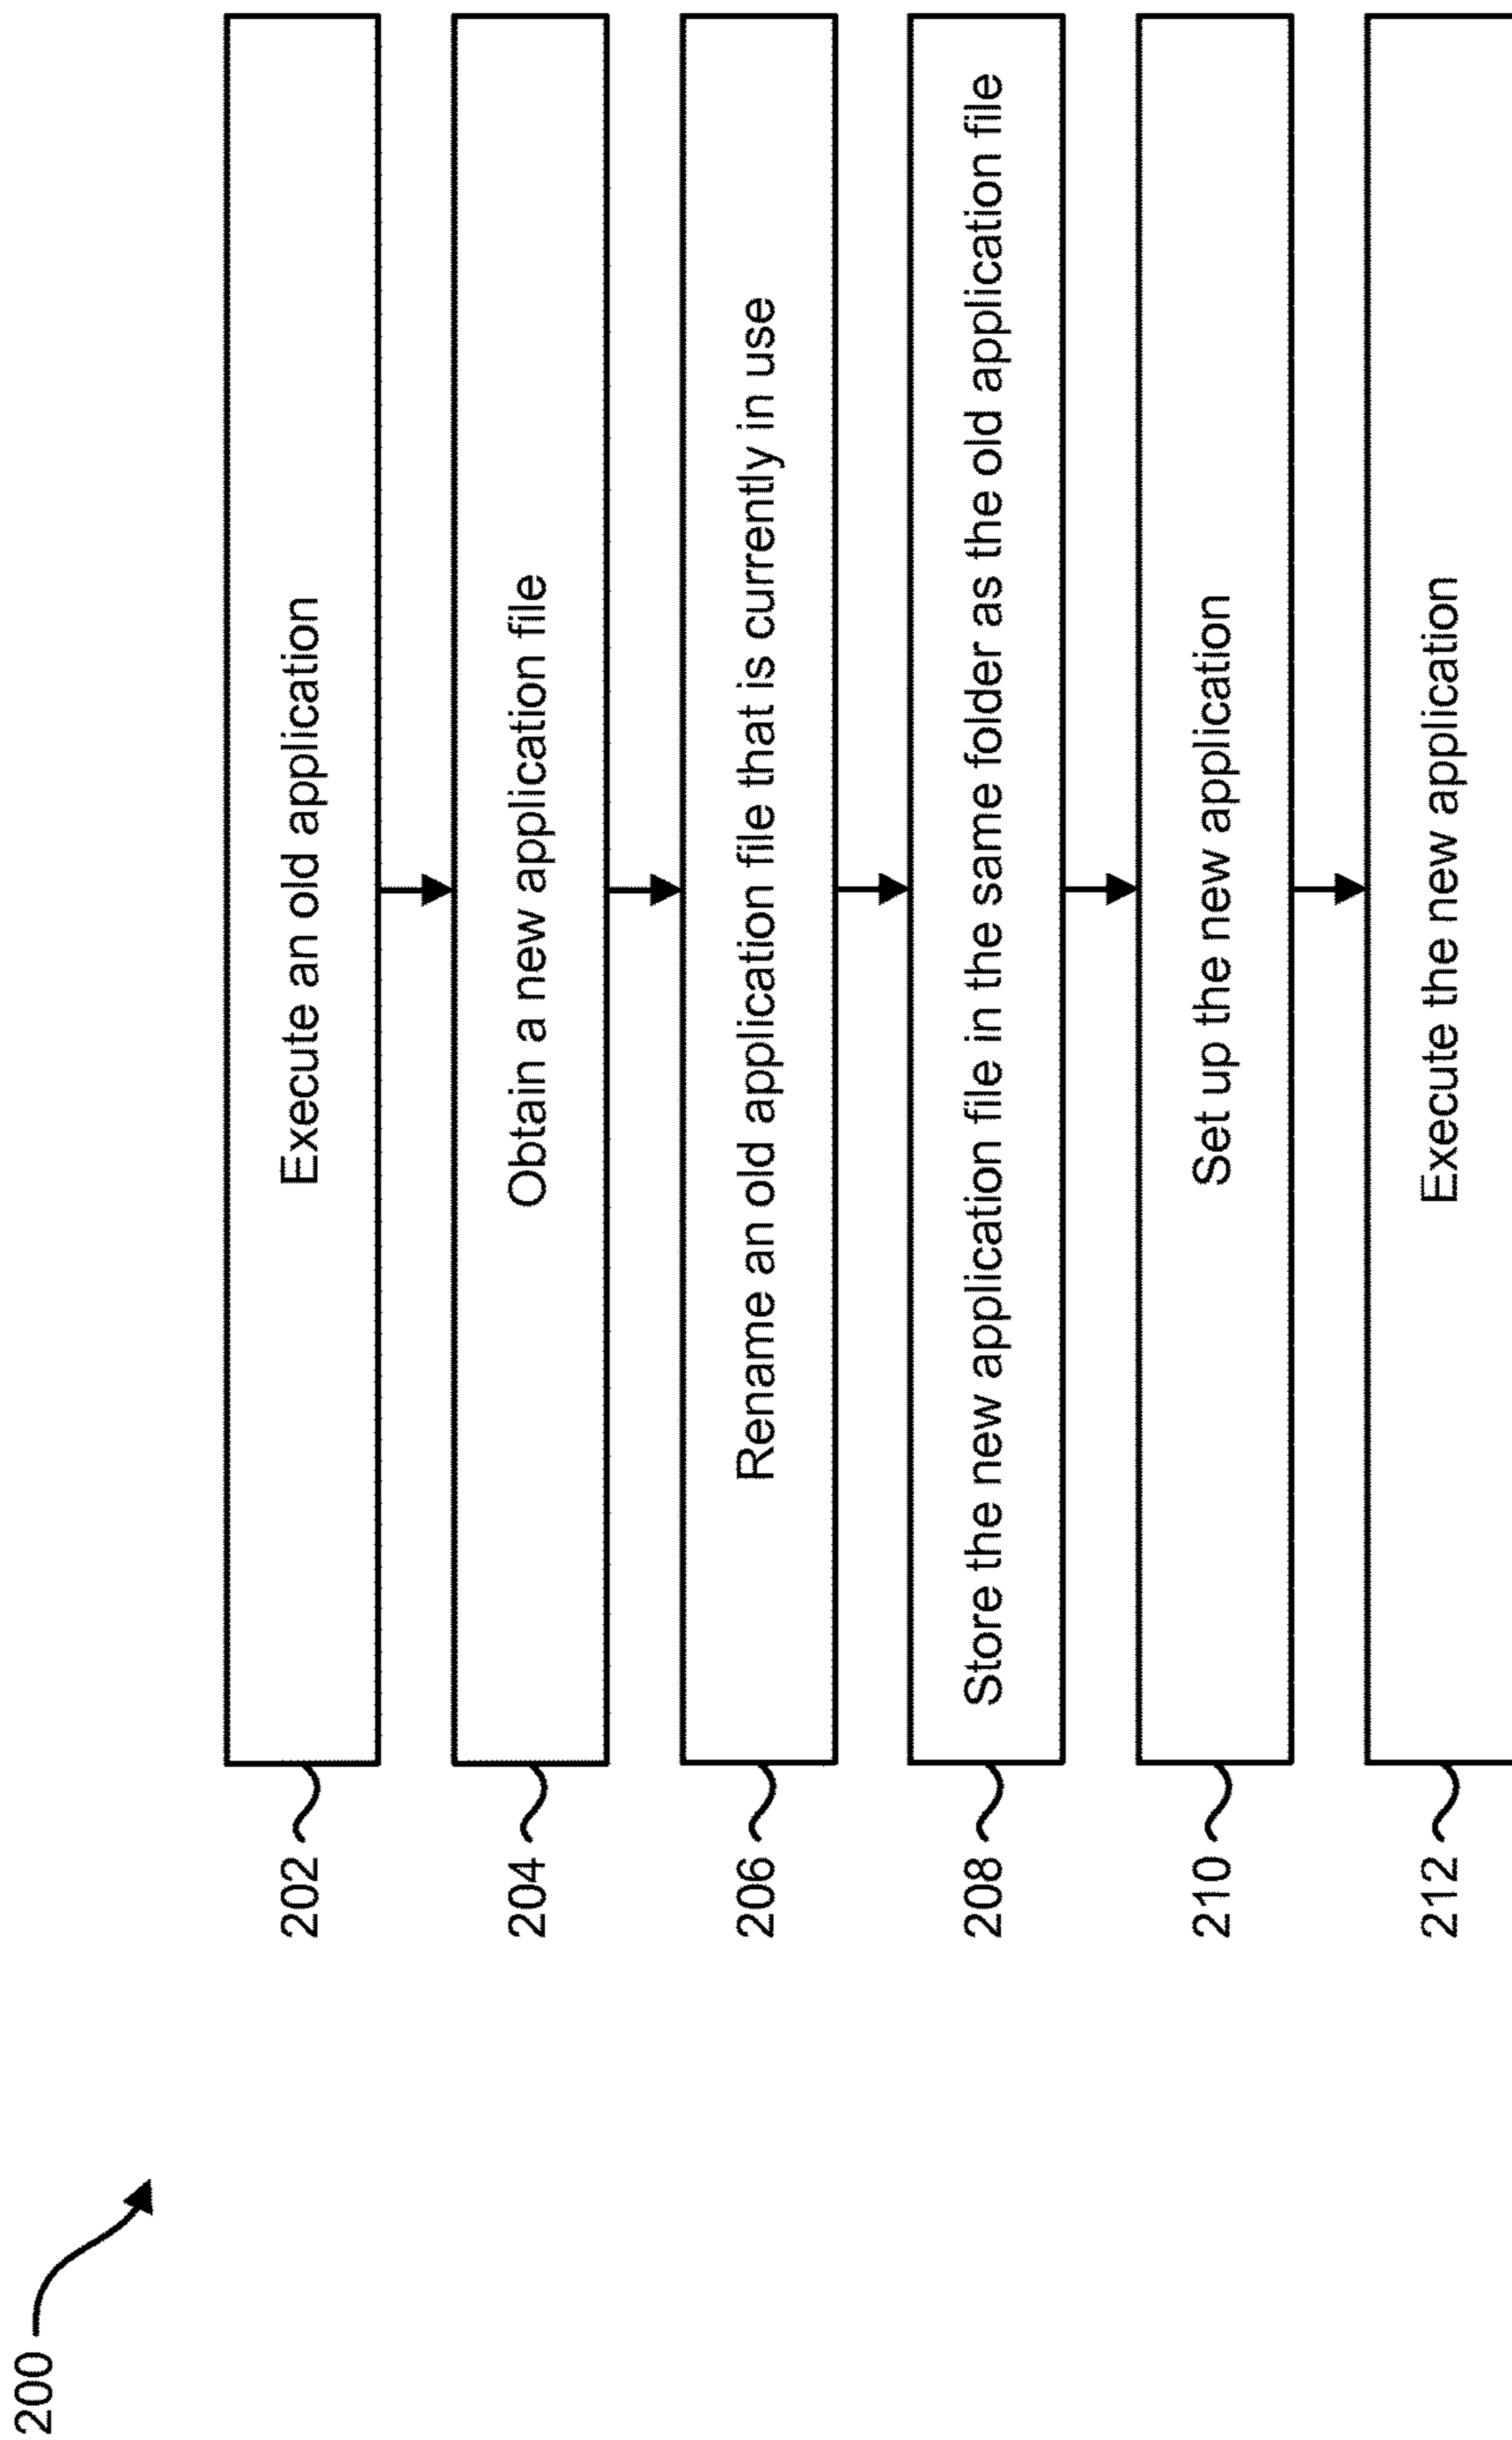 200
202
Execute an old application
204
Obtain a new application file
206
Rename an old application file that is currently in use
208
Store the new application file in the same folder as the old application file
210
Set up the new application
212
Execute the new application